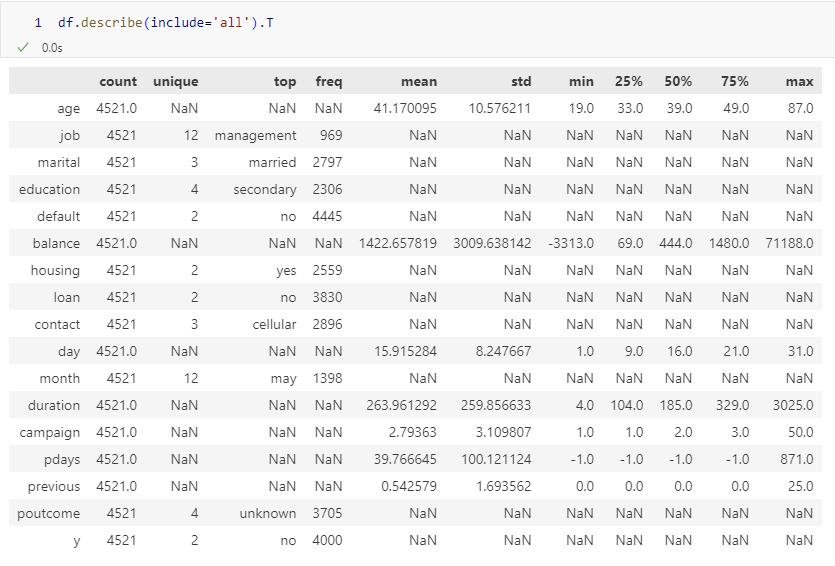 1 df.describe(include='all').T
0.0s
count unique top freq mean std min 25% 50% 75% max
age 4521.0 NaN NaN NaN 41.170095 10.576211 19.0 33.0 39.0 49.0 87.0
job 4521 12 management 969 NaN NaN NaN NaN NaN NaN NaN
marital 4521 3 married 2797 NaN NaN NaN NaN NaN NaN NaN
education 4521 4 secondary 2306 NaN NaN NaN NaN NaN NaN NaN
default 4521 2 no 4445 NaN NaN NaN NaN NaN NaN NaN
balance 4521.0 NaN NaN NaN 1422.657819 3009.638142 -3313.0 69.0 444.0 1480.0 71188.0
housing 4521 2 yes 2559 NaN NaN NaN NaN NaN NaN NaN
loan 4521 2 no 3830 NaN NaN NaN NaN NaN NaN NaN
contact 4521 3 cellular 2896 NaN NaN NaN NaN NaN NaN NaN
day 4521.0 NaN NaN NaN 15.915284 8.247667 1.0 9.0 16.0 21.0 31.0
month 4521 12 may 1398 NaN NaN NaN NaN NaN NaN NaN
duration 4521.0 NaN NaN NaN 263.961292 259.856633 4.0 104.0 185.0 329.0 3025.0
campaign 4521.0 NaN NaN NaN 2.79363 3.109807 1.0 1.0 2.0 3.0 50.0
pdays 4521.0 NaN NaN NaN 39.766645 100.121124 -1.0 -1.0 -1.0 -1.0 871.0
previous 4521.0 NaN NaN NaN 0.542579 1.693562 0.0 0.0 0.0 0.0 25.0
poutcome 4521 4 unknown 3705 NaN NaN NaN NaN NaN NaN NaN
y 4521 2 no 4000 NaN NaN NaN NaN NaN NaN NaN